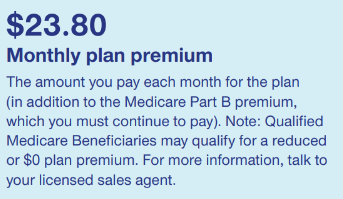 $23.80
Monthly plan premium
The amount you pay each month for the plan
(in addition to the Medicare Part B premium,
which you must continue to pay). Note: Qualified
Medicare Beneficiaries may qualify for a reduced
or $0 plan premium. For more information, talk to
your licensed sales agent.